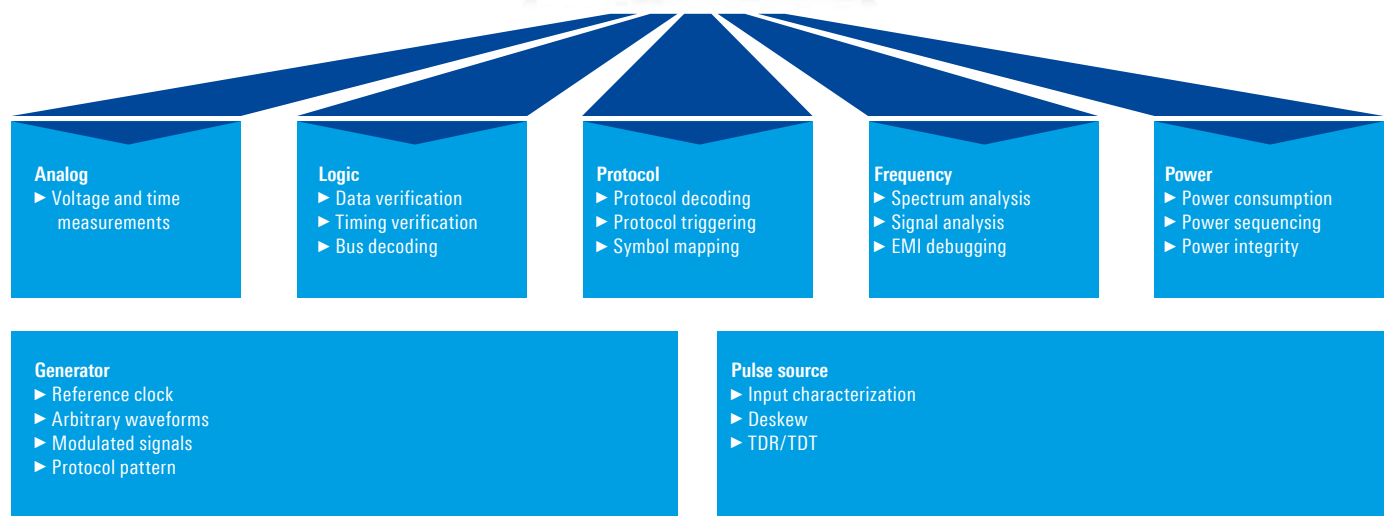 Analog
► Voltage and time
measurements
Logic
► Data verification
► Timing verification
► Bus decoding
Protocol
► Protocol decoding
► Protocol triggering
► Symbol mapping
Frequency
► Spectrum analysis
► Signal analysis
► EMI debugging
Power
► Power consumption
► Power sequencing
► Power integrity
Generator
► Reference clock
► Arbitrary waveforms
► Modulated signals
► Protocol pattern
Pulse source
► Input characterization
► Deskew
► TDR/TDT